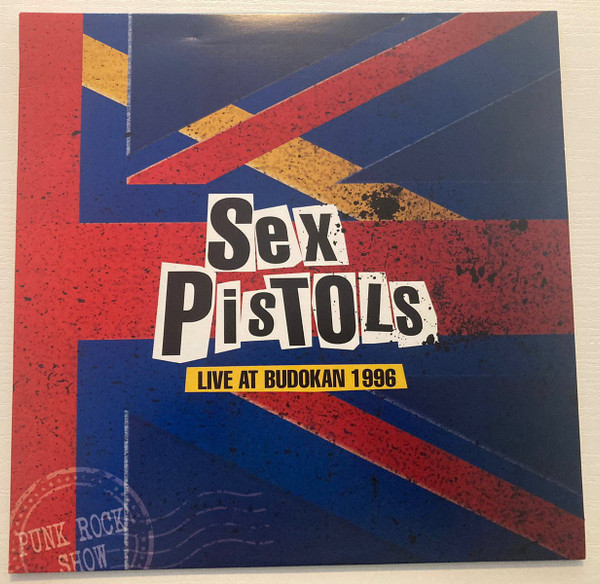 Sex
PisTOLs
LIVE AT BUDOKAN 1996
PUNK ROCK
SHOW